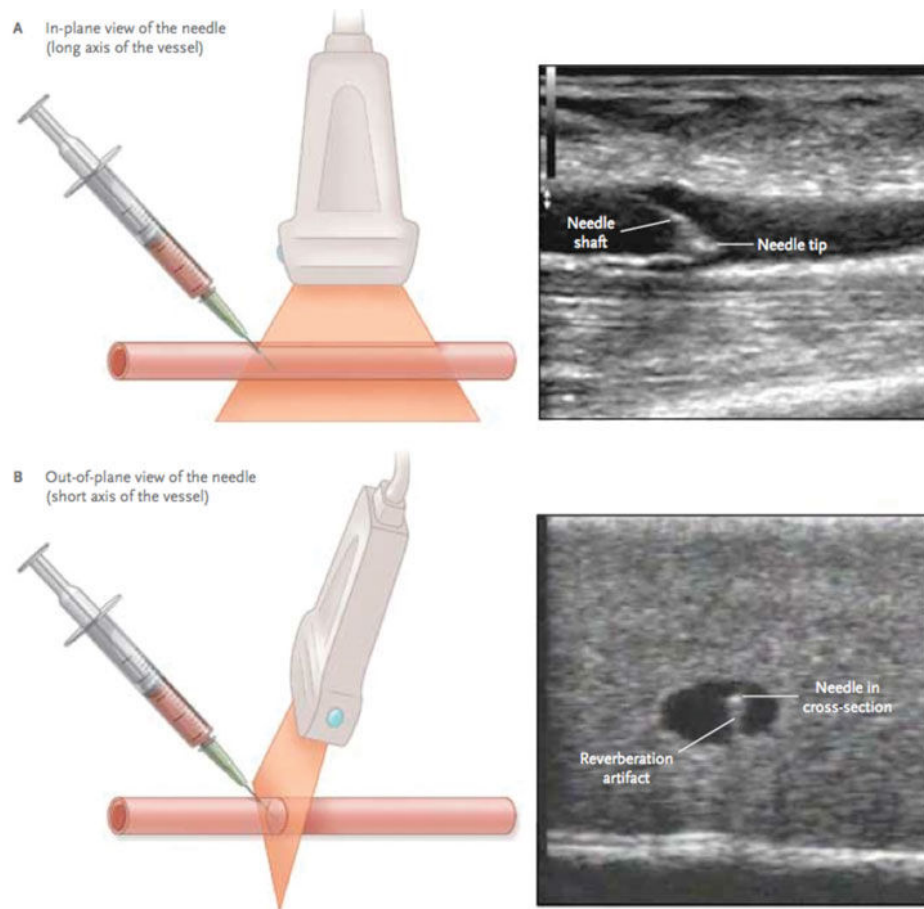 A In-plane view of the needle
(long axis of the vessel)
Needle
shaft
Needle tip
B Out-of-plane view of the needle
(short axis of the vessel)
Needle in
cross-section
Reverberation
artifact